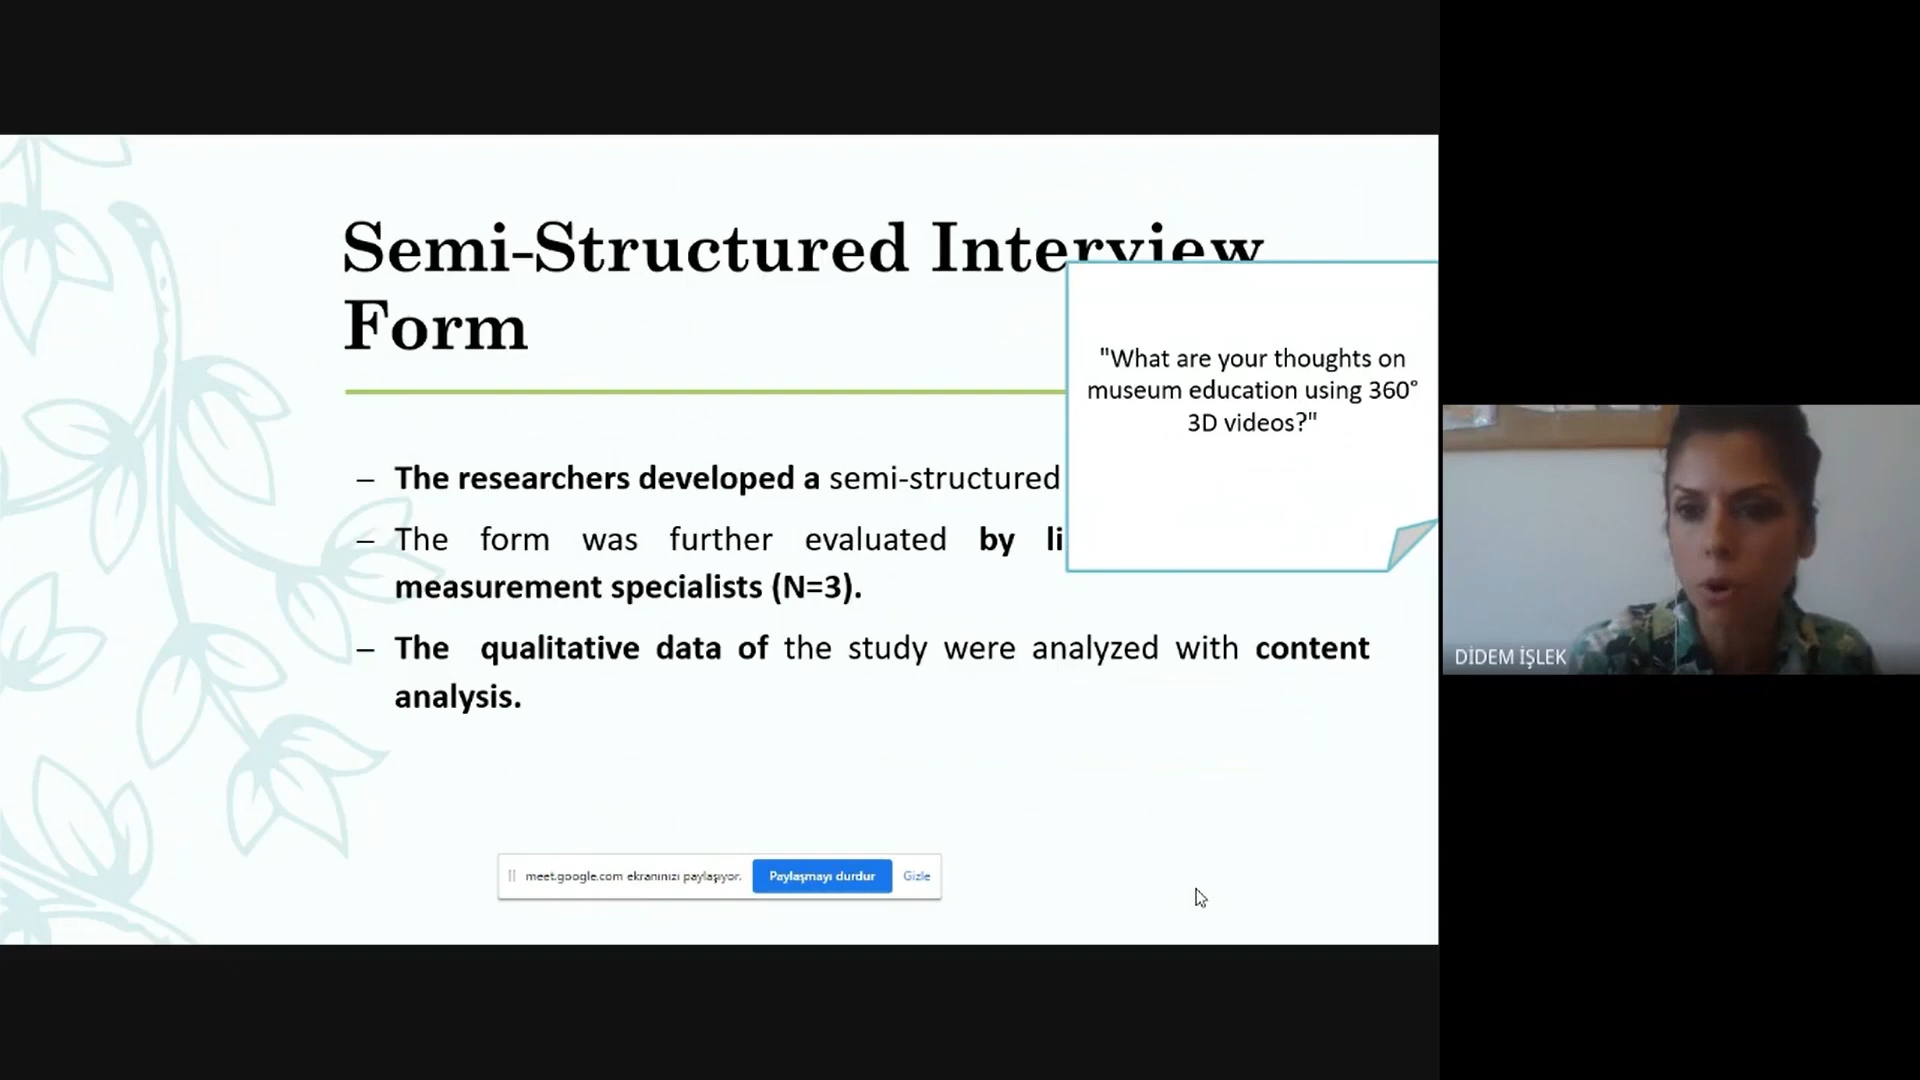 Semi-Structured Interview
Form
"What are your thoughts on
museum education using 360°
3D videos?"
– The researchers developed a semi-structured
– The form was further evaluated by li
measurement specialists (N=3).
– The qualitative data of the study were analyzed with content
analysis.
DİDEM İŞLEK
meet.google.com ekranınızı paylaşıyor. Paylaşmayı durdur Gizle